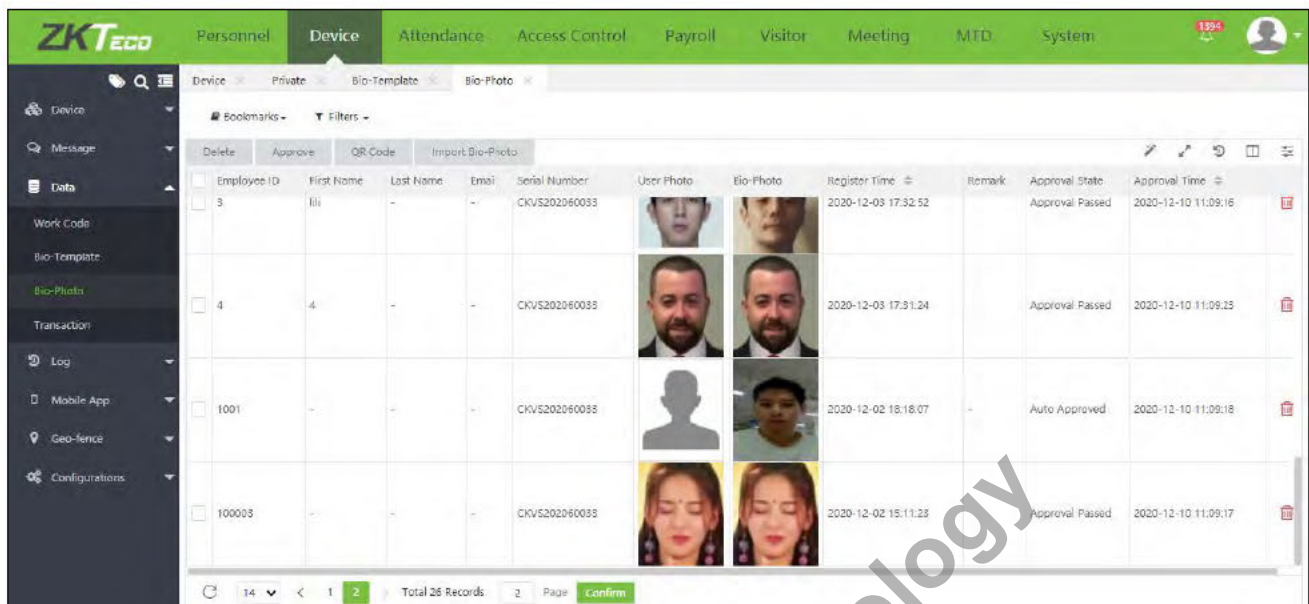 ZKTeco Personnel Device Attendance Access Control Payroll Visitor Meeting MTD System 1394
Device Private Bio-Template Bio-Photo
Device
Bookmarks Filters
Message
Delete Approve QR Code Import Bio-Photo
Data
Employee ID First Name Last Name Email Serial Number User Photo Bio-Photo Register Time Remark Approval State Approval Time
3 lili - - CKVS202060033 2020-12-03 17:32:52 Approval Passed 2020-12-10 11:09:16
Work Code
Bio-Template
Bio-Photo
4 4 - - CKVS202060033 2020-12-03 17:31:24 Approval Passed 2020-12-10 11:09:23
Transaction
Log
Mobile App
1001 - - - CKVS202060033 2020-12-02 18:18:07 - Auto Approved 2020-12-10 11:09:18
Geo-fence
Configurations
100003 - - - CKVS202060033 2020-12-02 15:11:23 Approval Passed 2020-12-10 11:09:17
14 < 1 2 > Total 26 Records 2 Page Confirm
ology